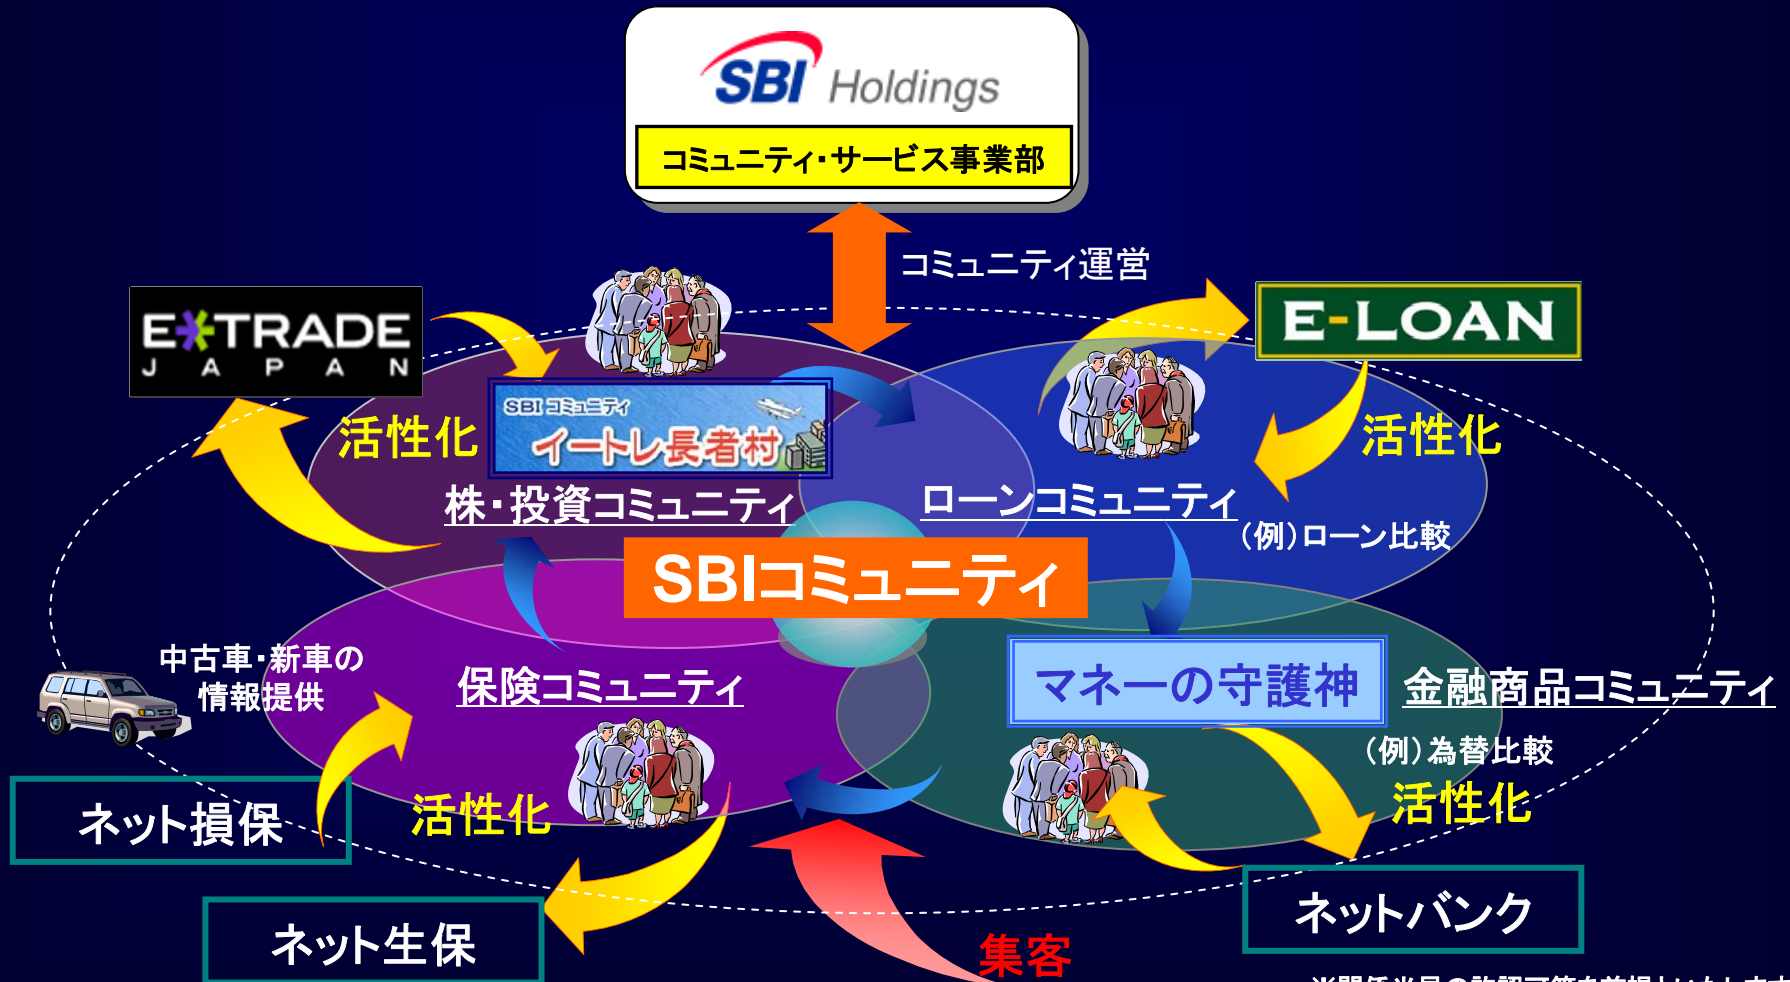 SBI Holdings
コミュニティ・サービス事業部
コミュニティ運営
E*TRADE
JAPAN
E-LOAN
活性化
SBI コミュニティ
イートレ長者村
活性化
株・投資コミュニティ
ローンコミュニティ
（例）ローン比較
SBIコミュニティ
中古車・新車の
情報提供
保険コミュニティ
マネーの守護神
金融商品コミュニティ
（例）為替比較
活性化
活性化
ネット損保
ネット生保
集客
ネットバンク